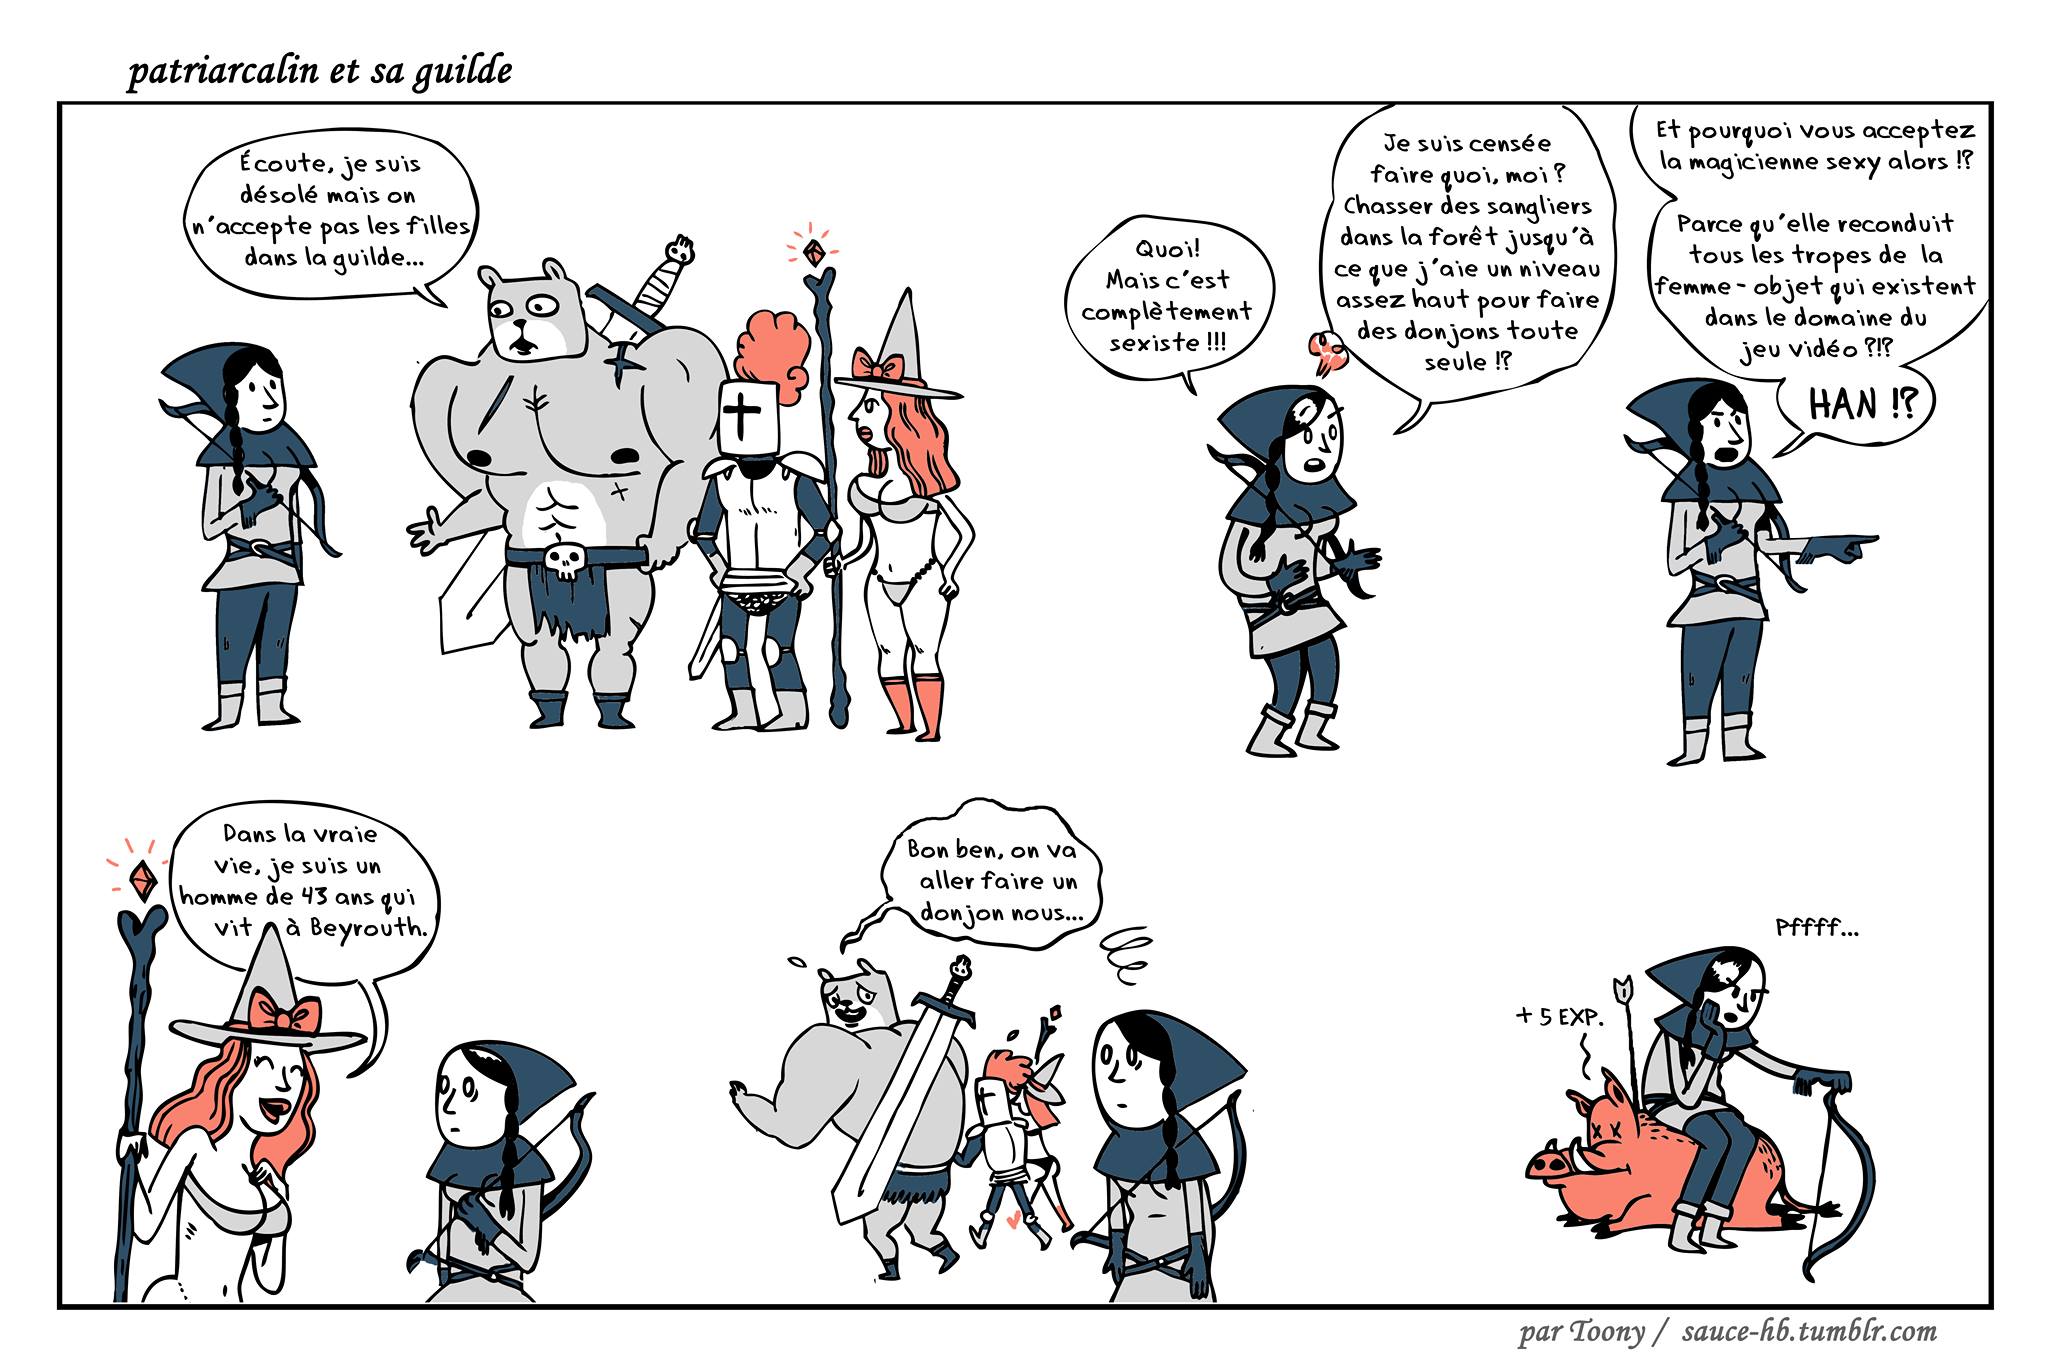 patriarcalin et sa guilde
Écoute, je suis
désolé mais on
n'accepte pas les filles
dans la guilde...
Quoi!
Mais c'est
complètement
sexiste !!!
Je suis censée
faire quoi, moi ?
Chasser des sangliers
dans la forêt jusqu'à
ce que j'aie un niveau
assez haut pour faire
des donjons toute
seule !?
Et pourquoi vous acceptez
la magicienne sexy alors !?
Parce qu'elle reconduit
tous les tropes de la
femme-objet qui existent
dans le domaine du
jeu vidéo ?!?
HAN !?
Dans la vraie
vie, je suis un
homme de 43 ans qui
vit à Beyrouth.
Bon ben, on va
aller faire un
donjon nous...
Pffff...
+ 5 EXP.
par Toony / sauce-hb.tumblr.com